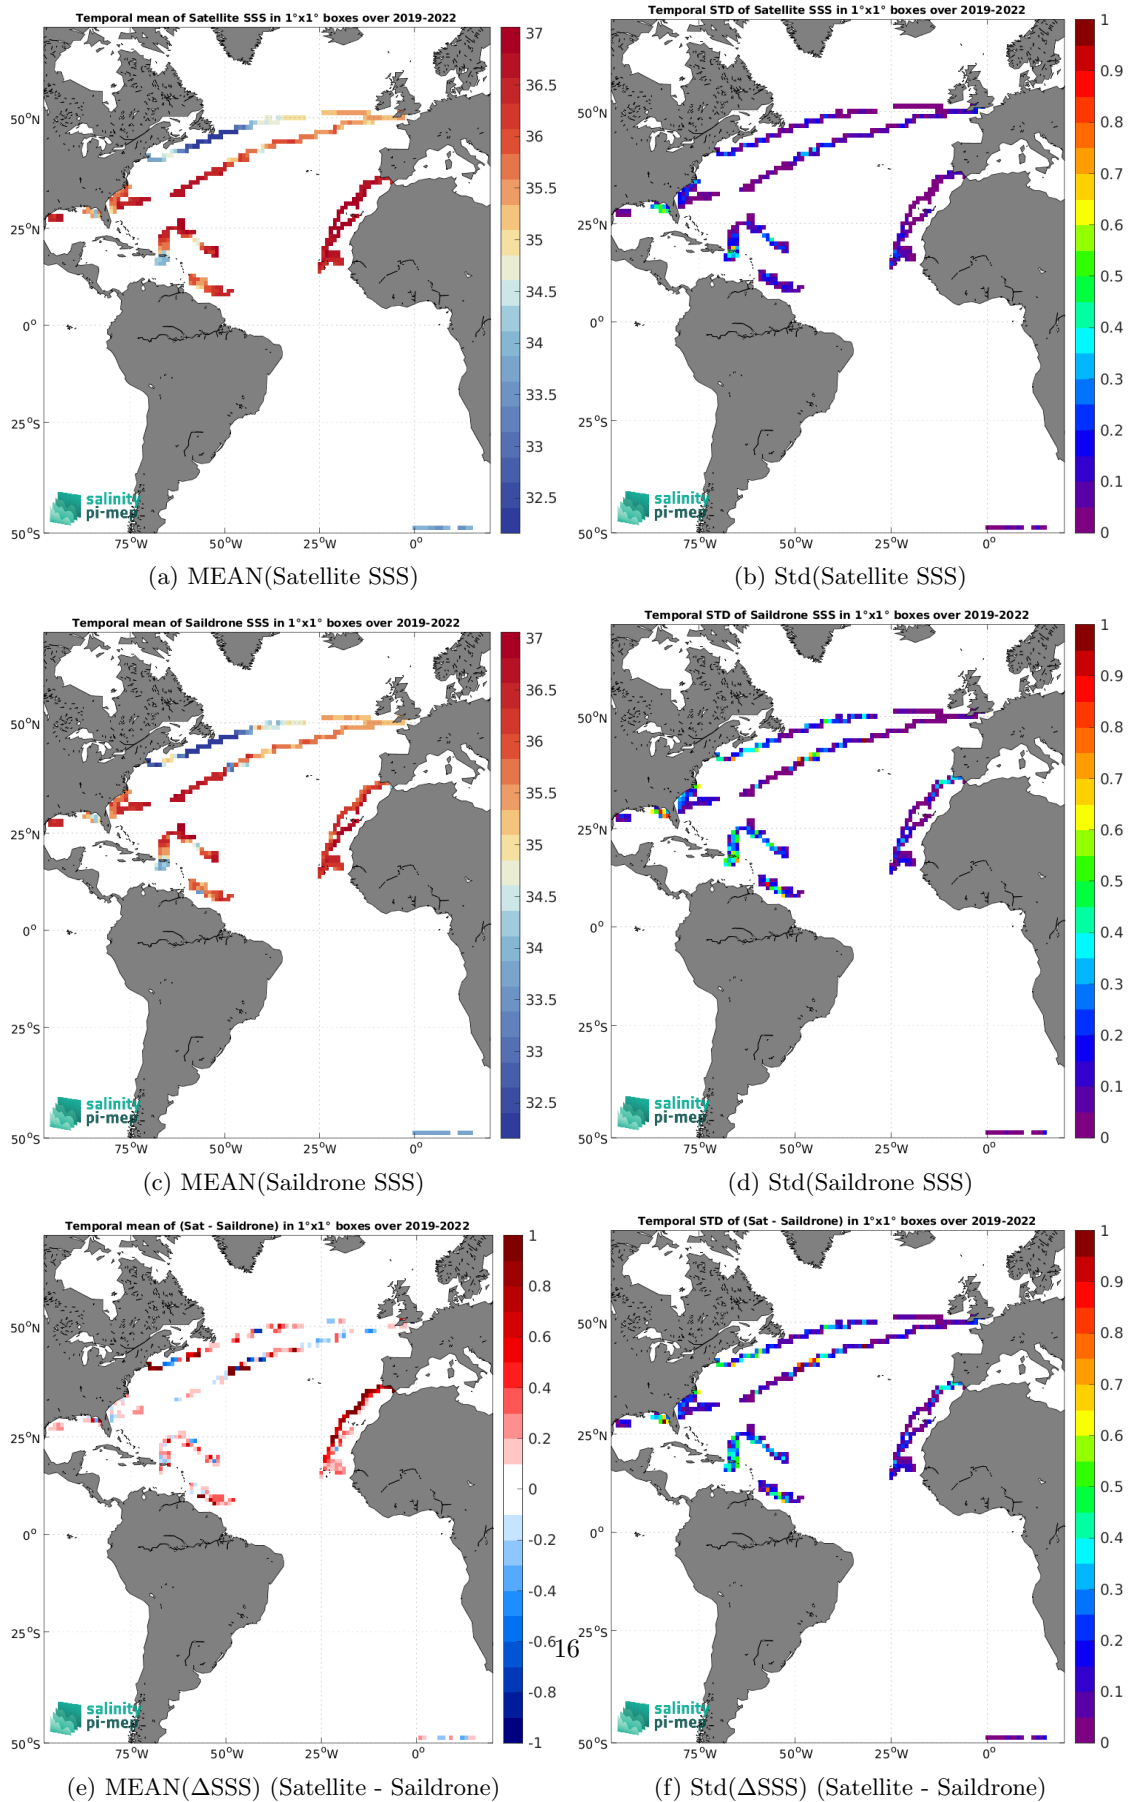 Temporal mean of Satellite SSS in 1°x1° boxes over 2019-2022
50°N
25°N
0°
25°S
50°S
75°W
50°W
25°W
0°
37
36.5
36
35.5
35
34.5
34
33.5
33
32.5
salinity
pi-mep
(a) MEAN(Satellite SSS)
Temporal STD of Satellite SSS in 1°x1° boxes over 2019-2022
50°N
25°N
0°
25°S
50°S
75°W
50°W
25°W
0°
1
0.9
0.8
0.7
0.6
0.5
0.4
0.3
0.2
0.1
0
salinity
pi-mep
(b) Std(Satellite SSS)
Temporal mean of Saildrone SSS in 1°x1° boxes over 2019-2022
50°N
25°N
0°
25°S
50°S
75°W
50°W
25°W
0°
37
36.5
36
35.5
35
34.5
34
33.5
33
32.5
salinity
pi-mep
(c) MEAN(Saildrone SSS)
Temporal STD of Saildrone SSS in 1°x1° boxes over 2019-2022
50°N
25°N
0°
25°S
50°S
75°W
50°W
25°W
0°
1
0.9
0.8
0.7
0.6
0.5
0.4
0.3
0.2
0.1
0
salinity
pi-mep
(d) Std(Saildrone SSS)
Temporal mean of (Sat - Saildrone) in 1°x1° boxes over 2019-2022
50°N
25°N
0°
25°S
50°S
75°W
50°W
25°W
0°
1
0.8
0.6
0.4
0.2
0
-0.2
-0.4
-0.6
-0.8
-1
salinity
pi-mep
(e) MEAN(ΔSSS) (Satellite - Saildrone)
Temporal STD of (Sat - Saildrone) in 1°x1° boxes over 2019-2022
50°N
25°N
0°
25°S
50°S
75°W
50°W
25°W
0°
1
0.9
0.8
0.7
0.6
0.5
0.4
0.3
0.2
0.1
0
salinity
pi-mep
(f) Std(ΔSSS) (Satellite - Saildrone)
16